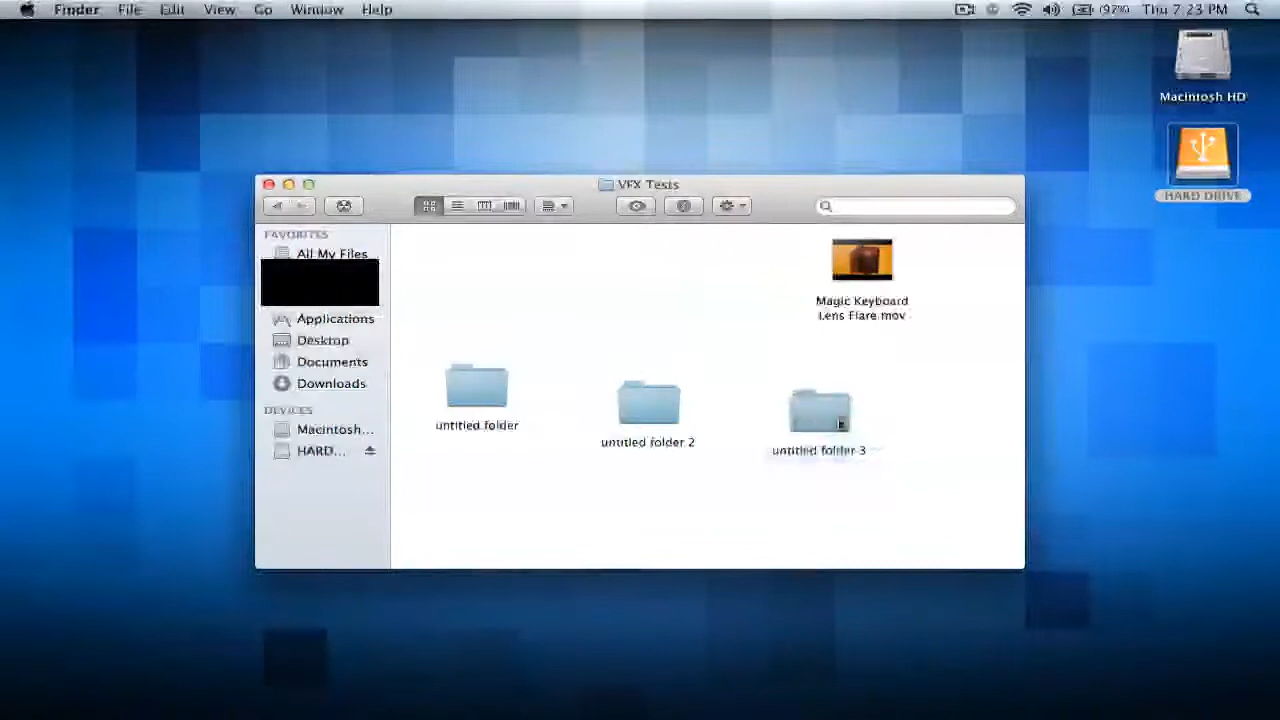 Finder File Edit View Go Window Help
(97%) Thu 7:23 PM
Macintosh HD
HARD DRIVE
VFX Tests
FAVORITES
All My Files
Applications
Desktop
Documents
Downloads
DEVICES
Macintosh...
HARD...
Magic Keyboard
Lens Flare.mov
untitled folder
untitled folder 2
untitled folder 3